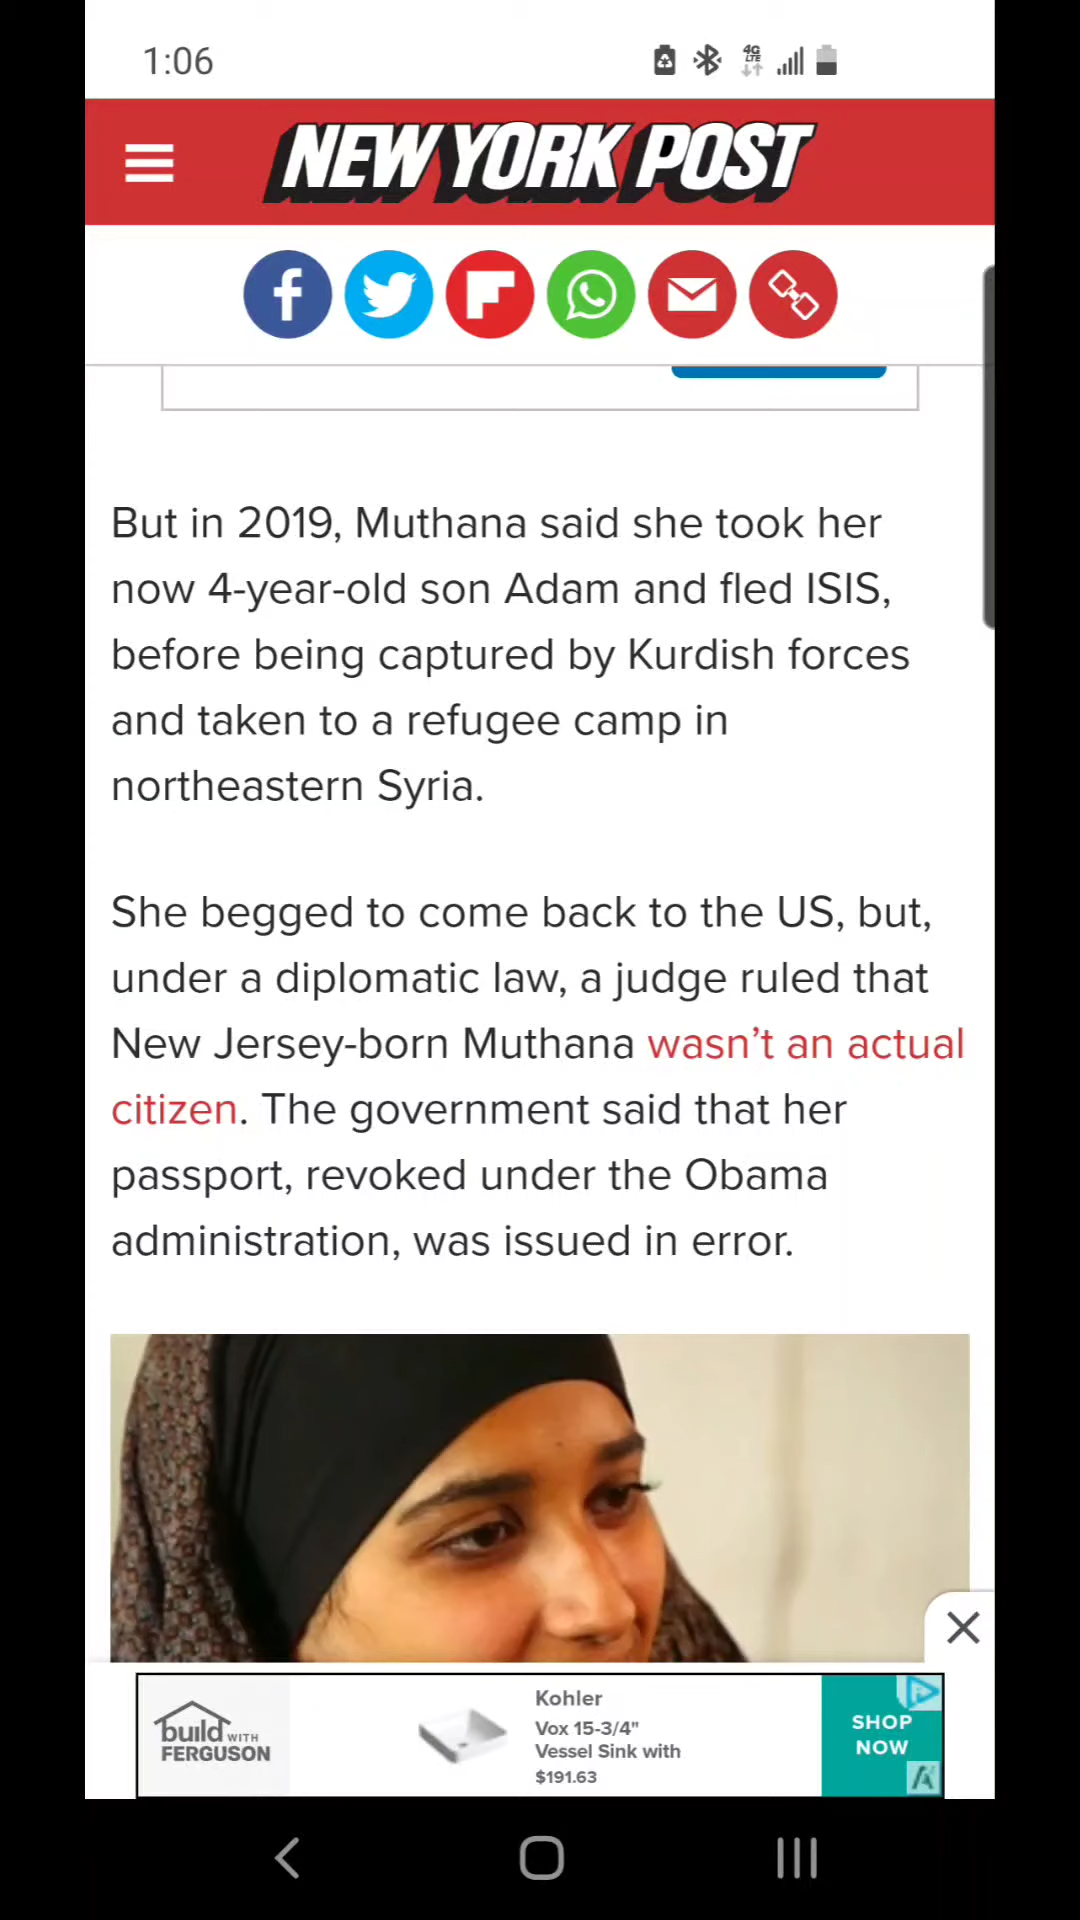 1:06
4G
LTE
NEW YORK POST
But in 2019, Muthana said she took her
now 4-year-old son Adam and fled ISIS,
before being captured by Kurdish forces
and taken to a refugee camp in
northeastern Syria.
She begged to come back to the US, but,
under a diplomatic law, a judge ruled that
New Jersey-born Muthana wasn't an actual
citizen. The government said that her
passport, revoked under the Obama
administration, was issued in error.
build WITH
FERGUSON
Kohler
Vox 15-3/4"
Vessel Sink with
$191.63
SHOP
NOW